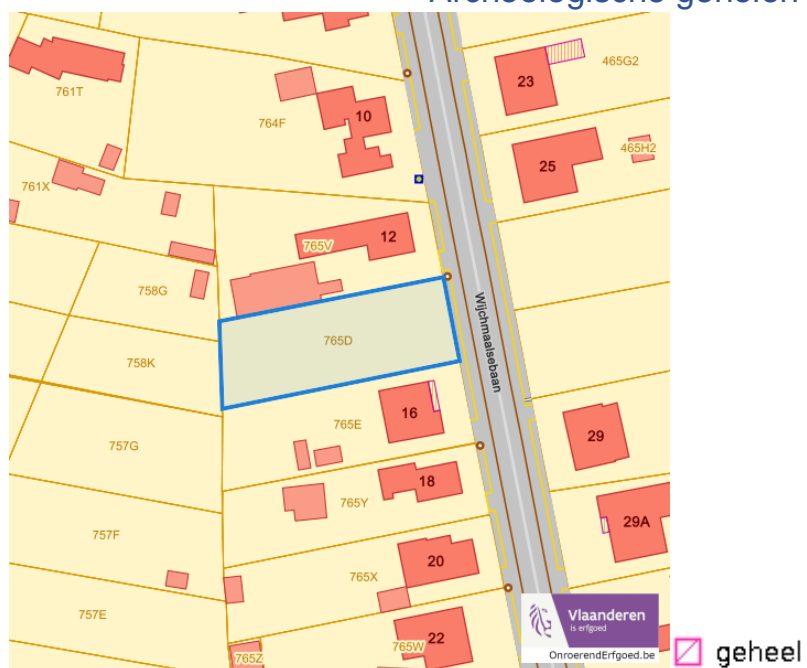 Archeologische gehelen
23
465G2
761T
10
764F
25
465H2
761X
12
765V
758G
765D
Wijchmaalsebaan
758K
16
765E
29
757G
18
765Y
29A
757F
20
765X
757E
22
765W
765Z
Vlaanderen
is erfgoed
OnroerendErfgoed.be
geheel